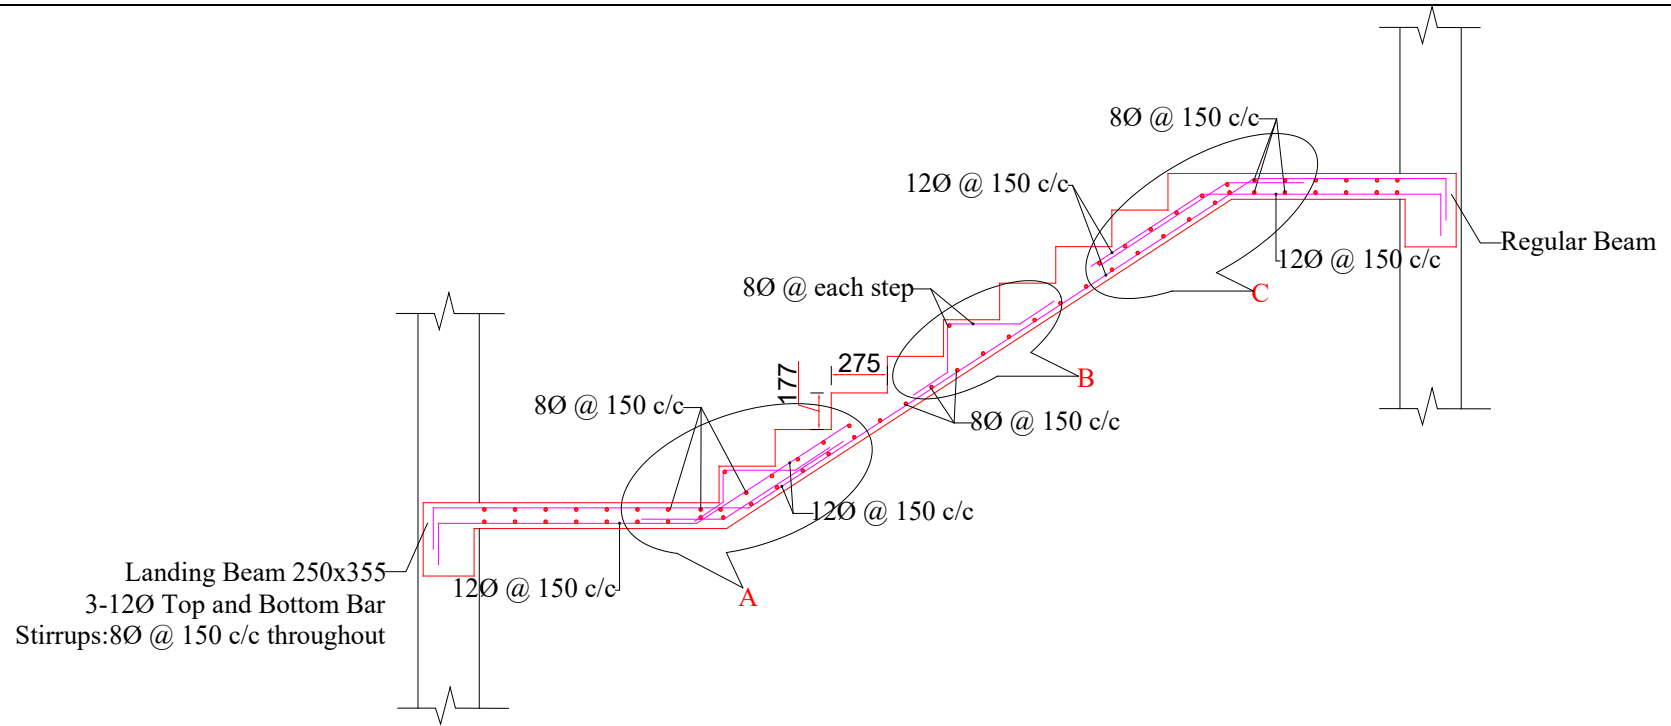 8Ø @ 150 c/c
12Ø @ 150 c/c
Regular Beam
12Ø @ 150 c/c
8Ø @ each step
C
275
177
B
8Ø @ 150 c/c
8Ø @ 150 c/c
12Ø @ 150 c/c
Landing Beam 250x355
3-12Ø Top and Bottom Bar
Stirrups:8Ø @ 150 c/c throughout
12Ø @ 150 c/c
A